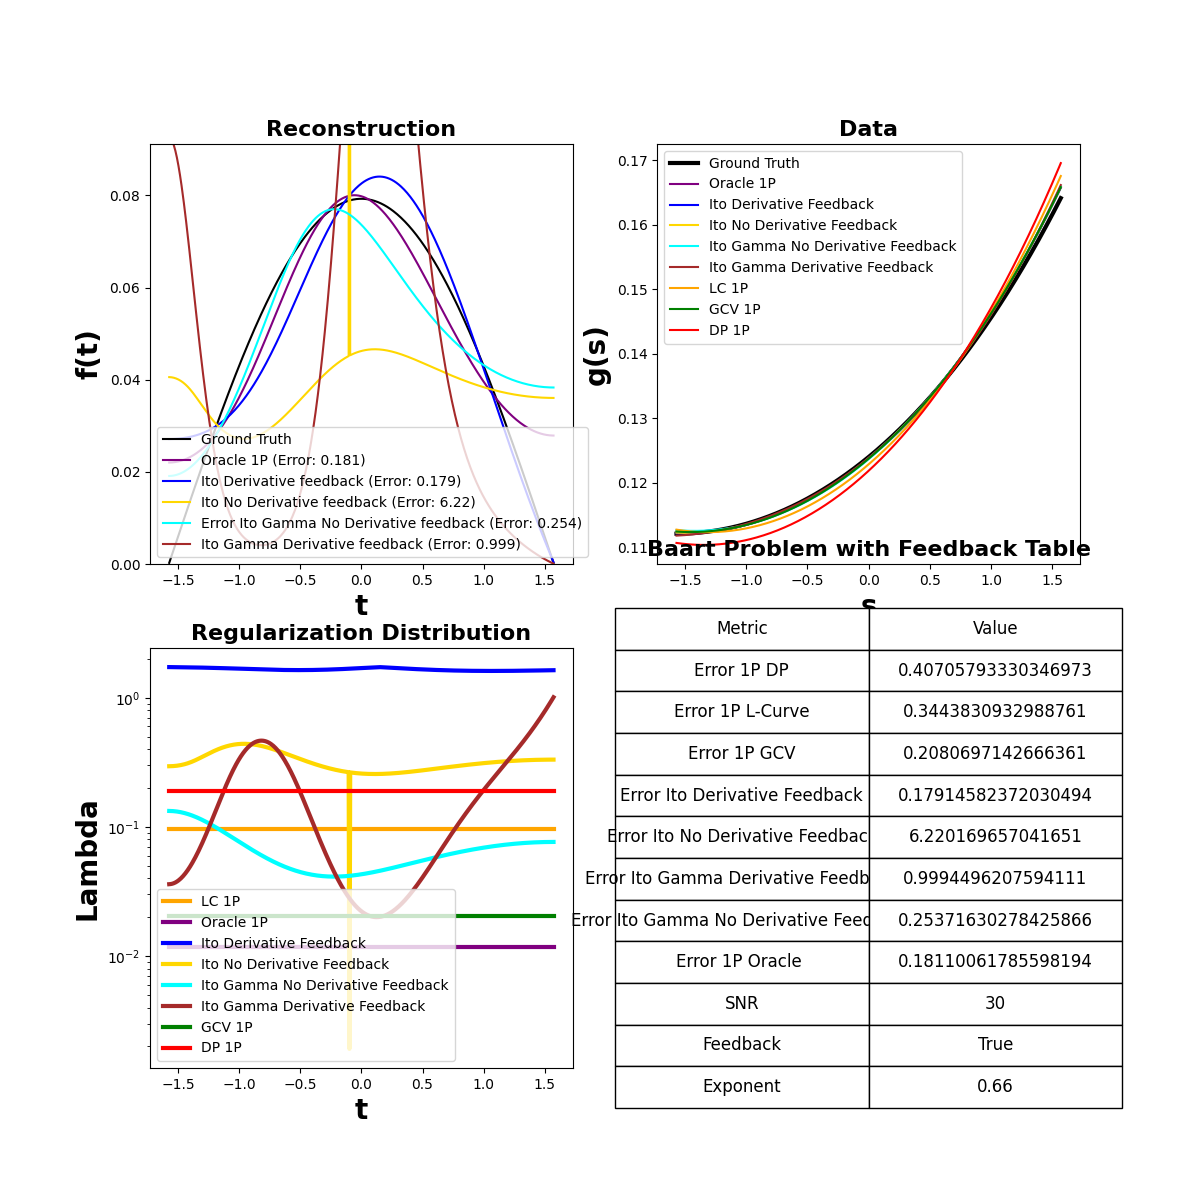 Reconstruction
f(t)
0.08
0.06
0.04
0.02
0.00
Ground Truth
Oracle 1P (Error: 0.181)
Ito Derivative feedback (Error: 0.179)
Ito No Derivative feedback (Error: 6.22)
Error Ito Gamma No Derivative feedback (Error: 0.254)
Ito Gamma Derivative feedback (Error: 0.999)
−1.5 −1.0 −0.5 0.0 0.5 1.0 1.5
t
Data
g(s)
0.17
0.16
0.15
0.14
0.13
0.12
0.11
Ground Truth
Oracle 1P
Ito Derivative Feedback
Ito No Derivative Feedback
Ito Gamma No Derivative Feedback
Ito Gamma Derivative Feedback
LC 1P
GCV 1P
DP 1P
−1.5 −1.0 −0.5 0.0 0.5 1.0 1.5
s
Regularization Distribution
Lambda
10⁰
10⁻¹
10⁻²
LC 1P
Oracle 1P
Ito Derivative Feedback
Ito No Derivative Feedback
Ito Gamma No Derivative Feedback
Ito Gamma Derivative Feedback
GCV 1P
DP 1P
−1.5 −1.0 −0.5 0.0 0.5 1.0 1.5
t
Baart Problem with Feedback Table
Metric Value
Error 1P DP 0.40705793330346973
Error 1P L-Curve 0.3443830932988761
Error 1P GCV 0.2080697142666361
Error Ito Derivative Feedback 0.17914582372030494
Error Ito No Derivative Feedbac 6.220169657041651
Error Ito Gamma Derivative Feedb 0.9994496207594111
Error Ito Gamma No Derivative Feed 0.25371630278425866
Error 1P Oracle 0.18110061785598194
SNR 30
Feedback True
Exponent 0.66